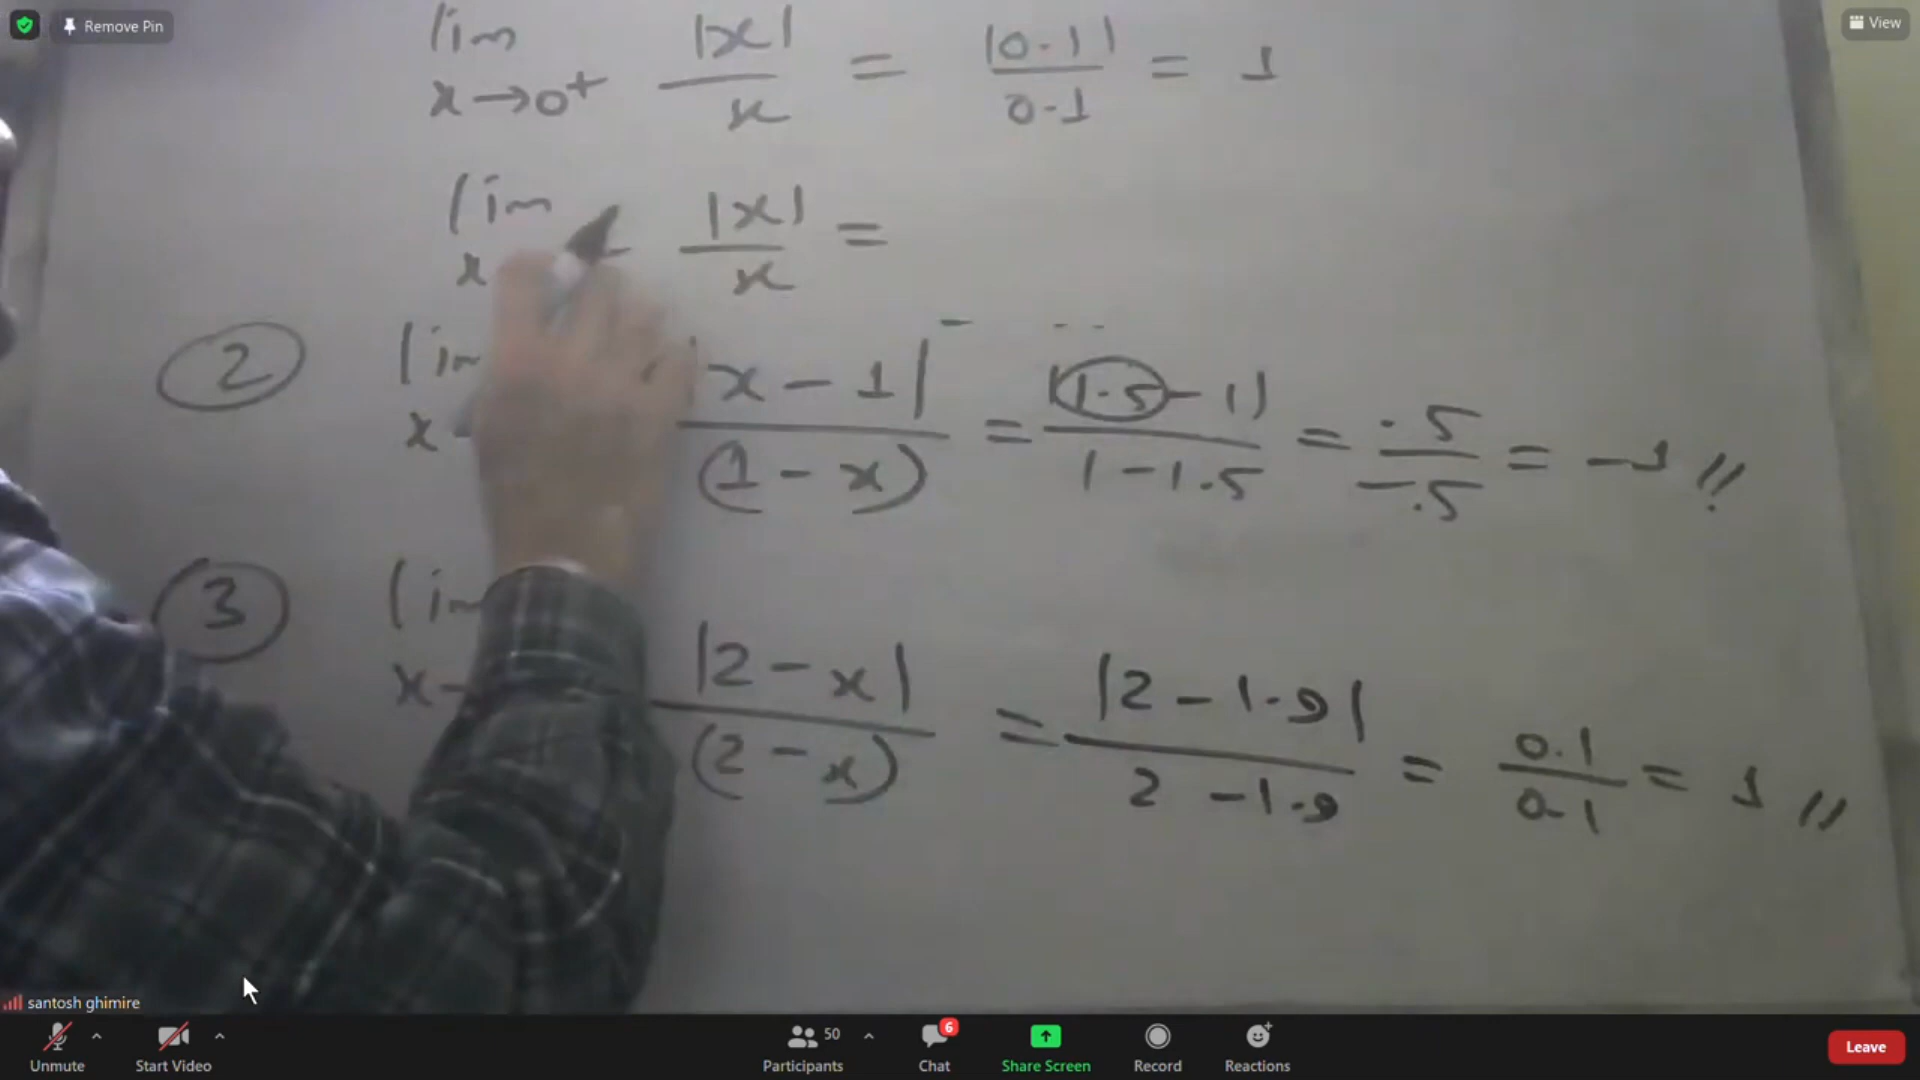 Remove Pin
View
lim x→0+ |x|/x = |0.1|/0.1 = 1
lim x |x|/x =
2 lim x x-1|/(1-x) = |1.5-1|/1-1.5 = .5/-.5 = -1 //
3 lim x |2-x|/(2-x) = |2-1.9|/2-1.9 = 0.1/0.1 = 1 //
santosh ghimire
Unmute
Start Video
Participants 50
Chat 6
Share Screen
Record
Reactions
Leave